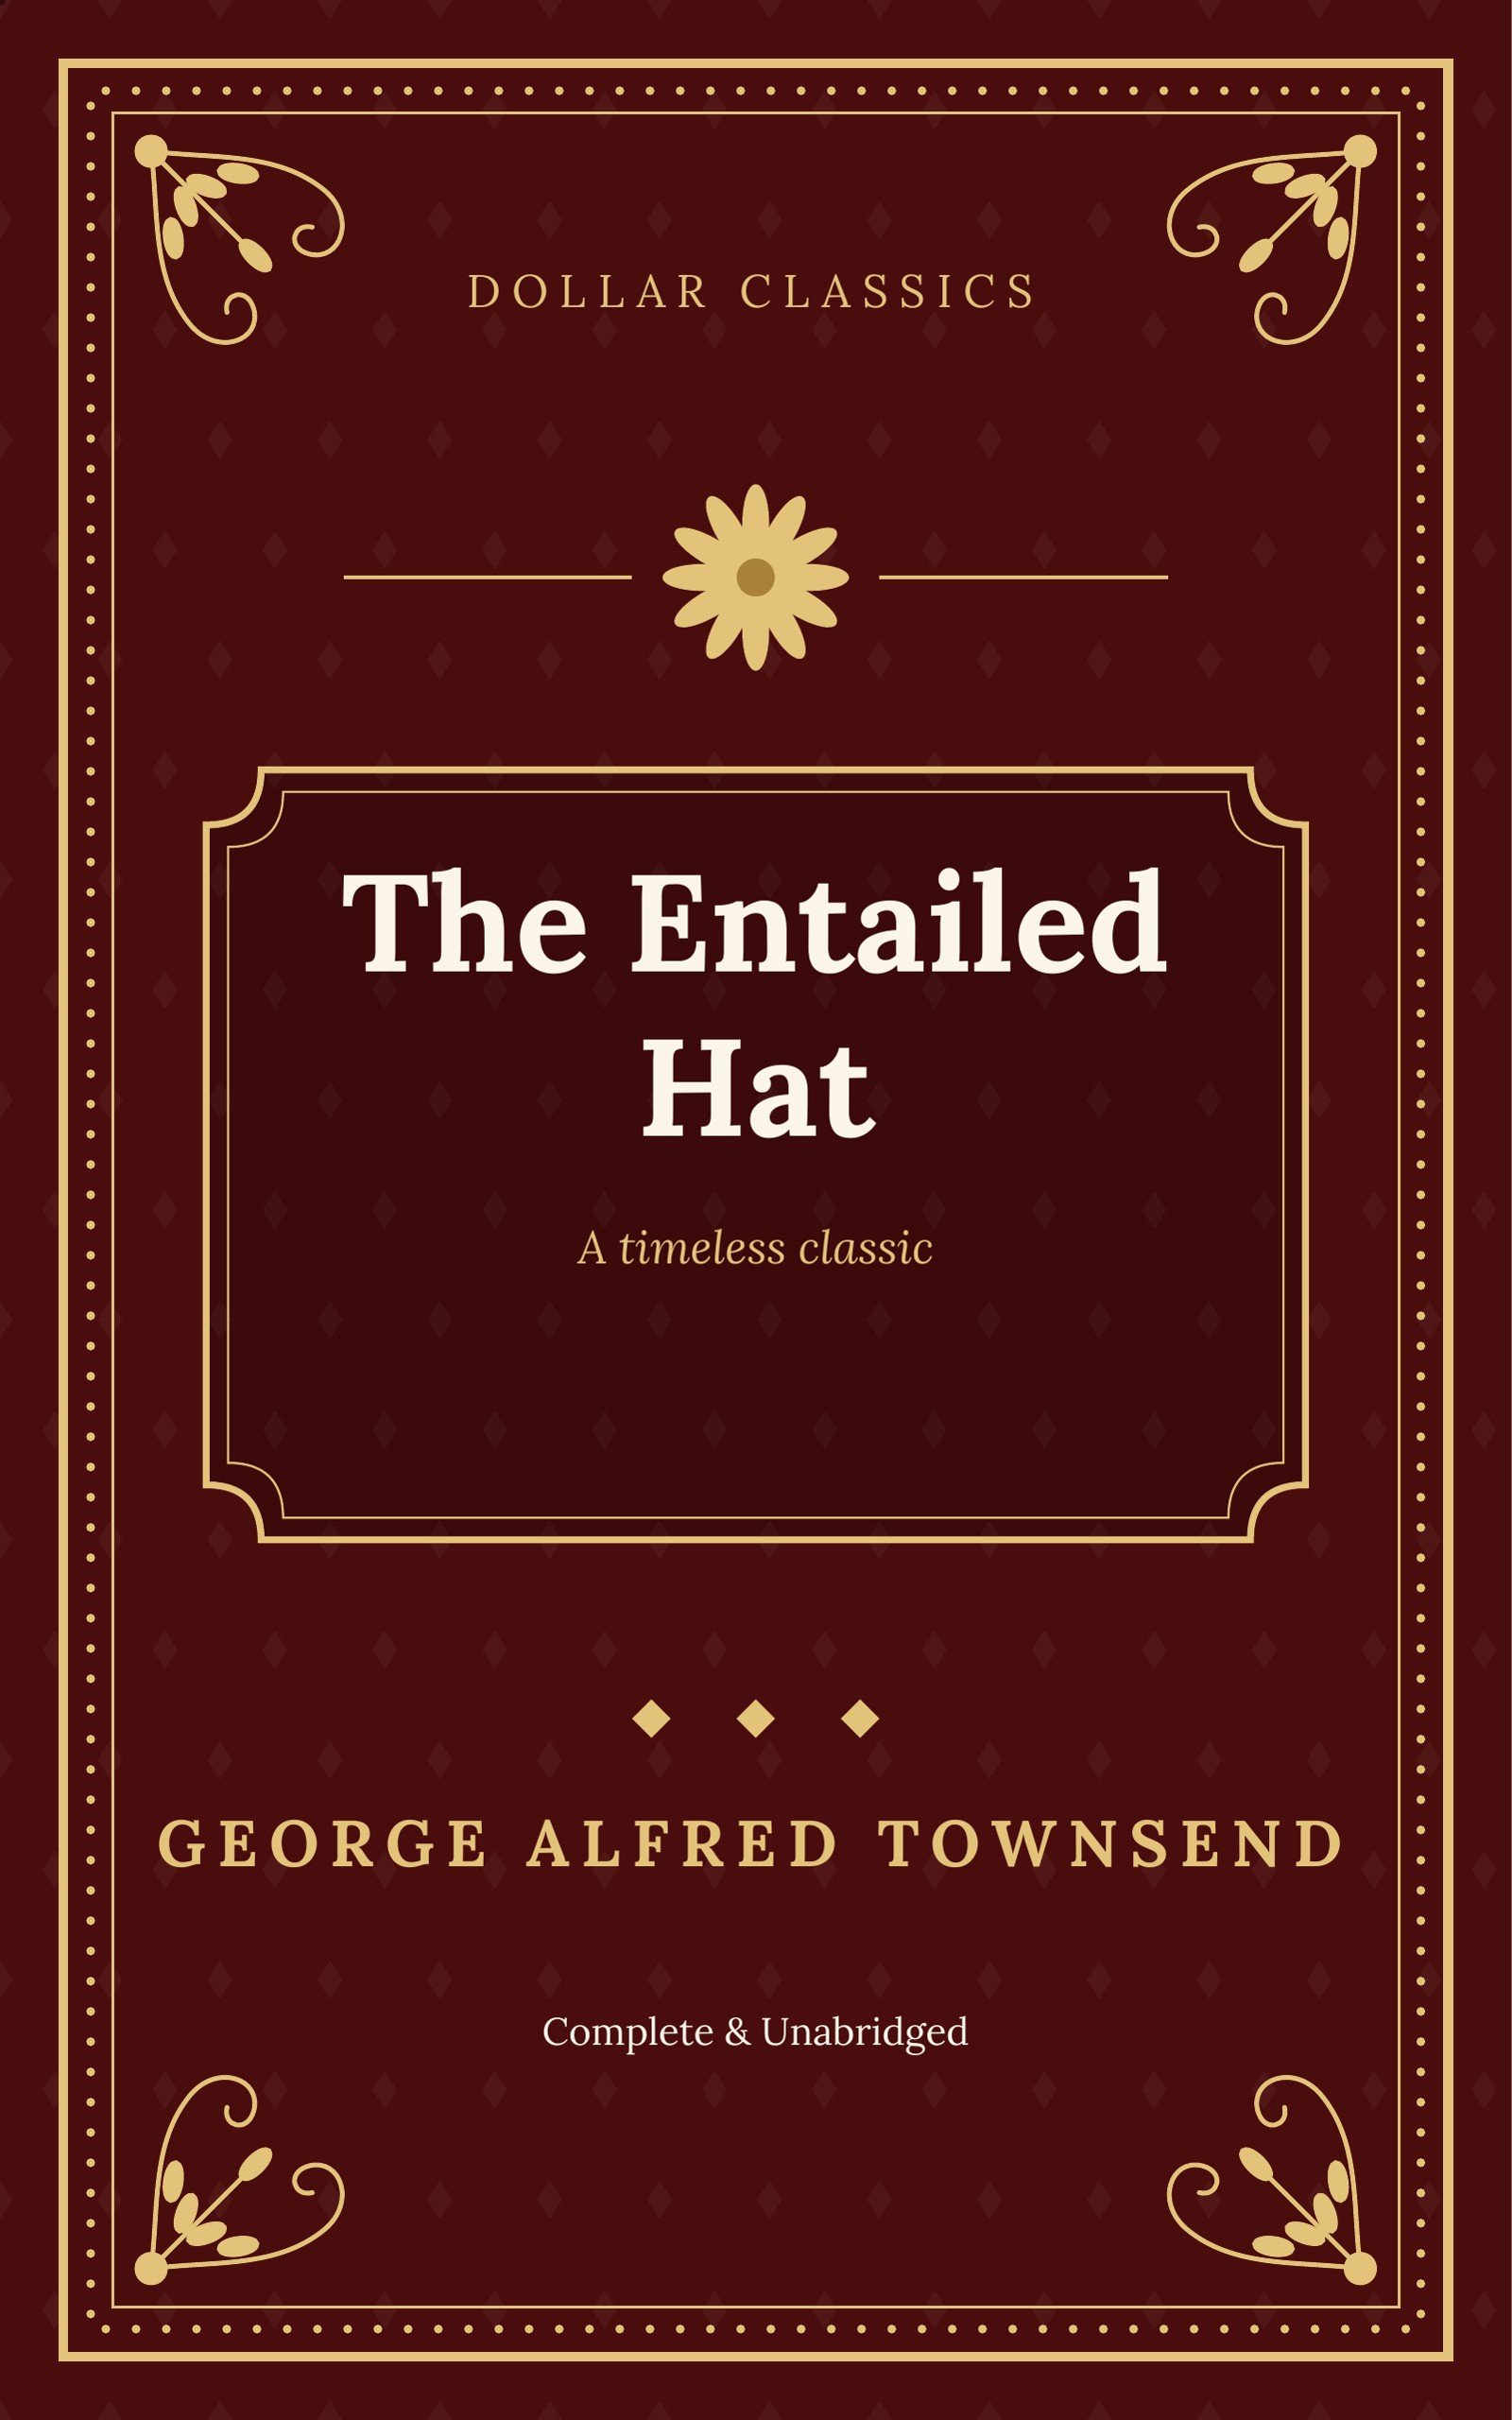 DOLLAR CLASSICS
The Entailed
Hat
A timeless classic
GEORGE ALFRED TOWNSEND
Complete & Unabridged